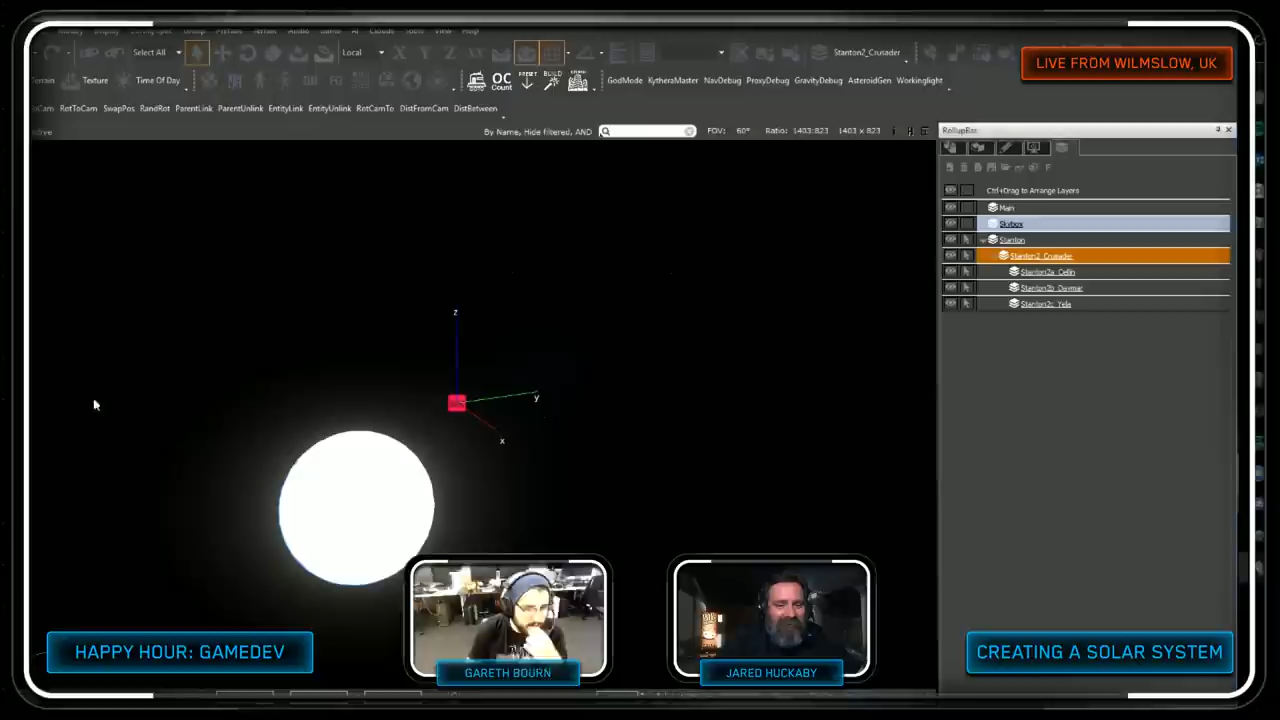 LIVE FROM WILMSLOW, UK
Select All
Local
Stanton2_Crusader
Texture
Time Of Day
OC
Count
BUILD
GodMode
KytheraMaster
NavDebug
ProxyDebug
GravityDebug
AsteroidGen
Workinglight
RotToCam
SwapPos
RandRot
ParentLink
ParentUnlink
EntityLink
EntityUnlink
RotCamTo
DistFromCam
DistBetween
By Name, Hide filtered, AND
FOV: 60°
Ratio: 1403:823
1403 x 823
RollupBar
Ctrl+Drag to Arrange Layers
Main
Skybox
Stanton
Stanton2_Crusader
Stanton2a_Cellin
Stanton2b_Daymar
Stanton2c_Yela
z
y
x
HAPPY HOUR: GAMEDEV
GARETH BOURN
JARED HUCKABY
CREATING A SOLAR SYSTEM